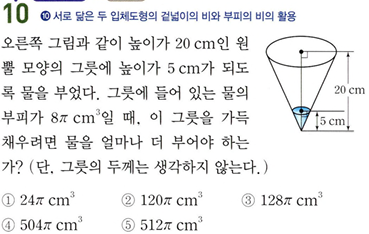 10 ⑩ 서로 닮은 두 입체도형의 겉넓이의 비와 부피의 비의 활용
오른쪽 그림과 같이 높이가 20 cm인 원
뿔 모양의 그릇에 높이가 5 cm가 되도
록 물을 부었다. 그릇에 들어 있는 물의
부피가 8π cm³일 때, 이 그릇을 가득
채우려면 물을 얼마나 더 부어야 하는
가? (단, 그릇의 두께는 생각하지 않는다.)
20 cm
5 cm
① 24π cm³ ② 120π cm³ ③ 128π cm³
④ 504π cm³ ⑤ 512π cm³